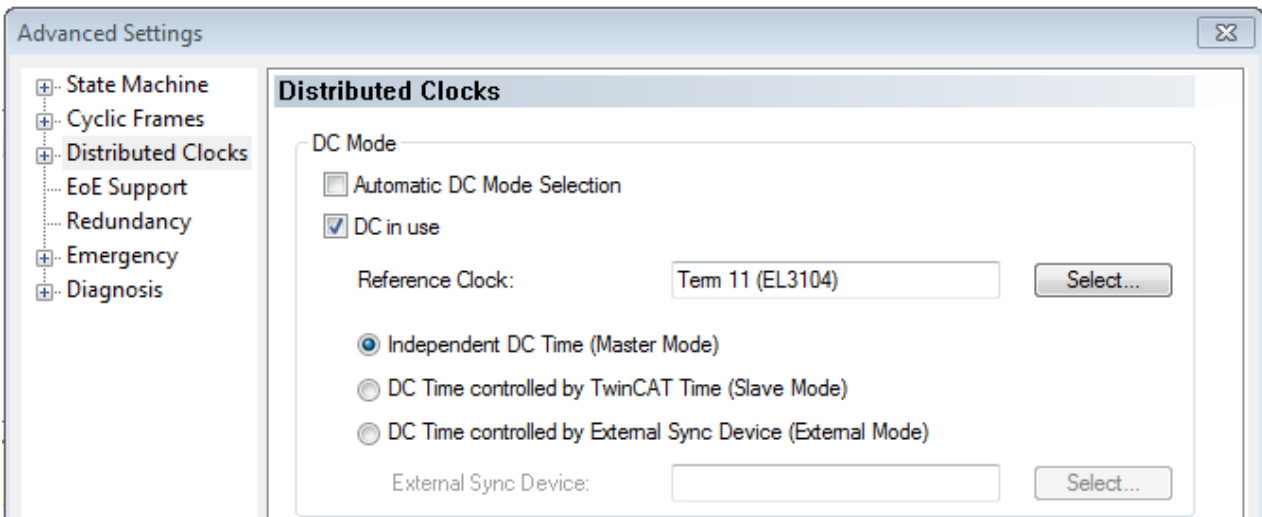 Advanced Settings
State Machine
Cyclic Frames
Distributed Clocks
EoE Support
Redundancy
Emergency
Diagnosis
Distributed Clocks
DC Mode
Automatic DC Mode Selection
DC in use
Reference Clock: Term 11 (EL3104) Select...
Independent DC Time (Master Mode)
DC Time controlled by TwinCAT Time (Slave Mode)
DC Time controlled by External Sync Device (External Mode)
External Sync Device: Select...